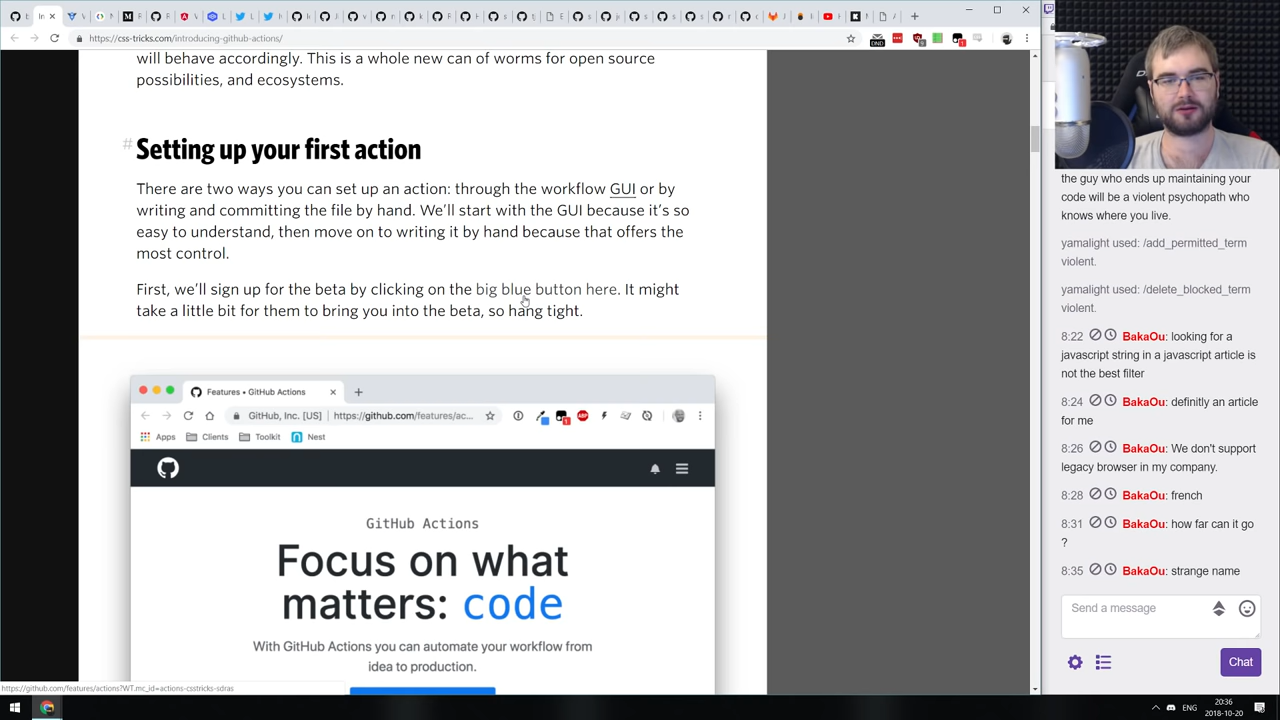 https://css-tricks.com/introducing-github-actions/
will behave accordingly. This is a whole new can of worms for open source
possibilities, and ecosystems.
# Setting up your first action
There are two ways you can set up an action: through the workflow GUI or by
writing and committing the file by hand. We'll start with the GUI because it's so
easy to understand, then move on to writing it by hand because that offers the
most control.
First, we'll sign up for the beta by clicking on the big blue button here. It might
take a little bit for them to bring you into the beta, so hang tight.
Features • GitHub Actions
GitHub, Inc. [US] https://github.com/features/ac...
Apps Clients Toolkit Nest
GitHub Actions
Focus on what
matters: code
With GitHub Actions you can automate your workflow from
idea to production.
https://github.com/features/actions?WT.mc_id=actions-csstricks-sdras
the guy who ends up maintaining your
code will be a violent psychopath who
knows where you live.
yamalight used: /add_permitted_term
violent.
yamalight used: /delete_blocked_term
violent.
8:22 BakaOu: looking for a
javascript string in a javascript article is
not the best filter
8:24 BakaOu: definitly an article
for me
8:26 BakaOu: We don't support
legacy browser in my company.
8:28 BakaOu: french
8:31 BakaOu: how far can it go
?
8:35 BakaOu: strange name
Send a message
Chat
ENG
20:36
2018-10-20